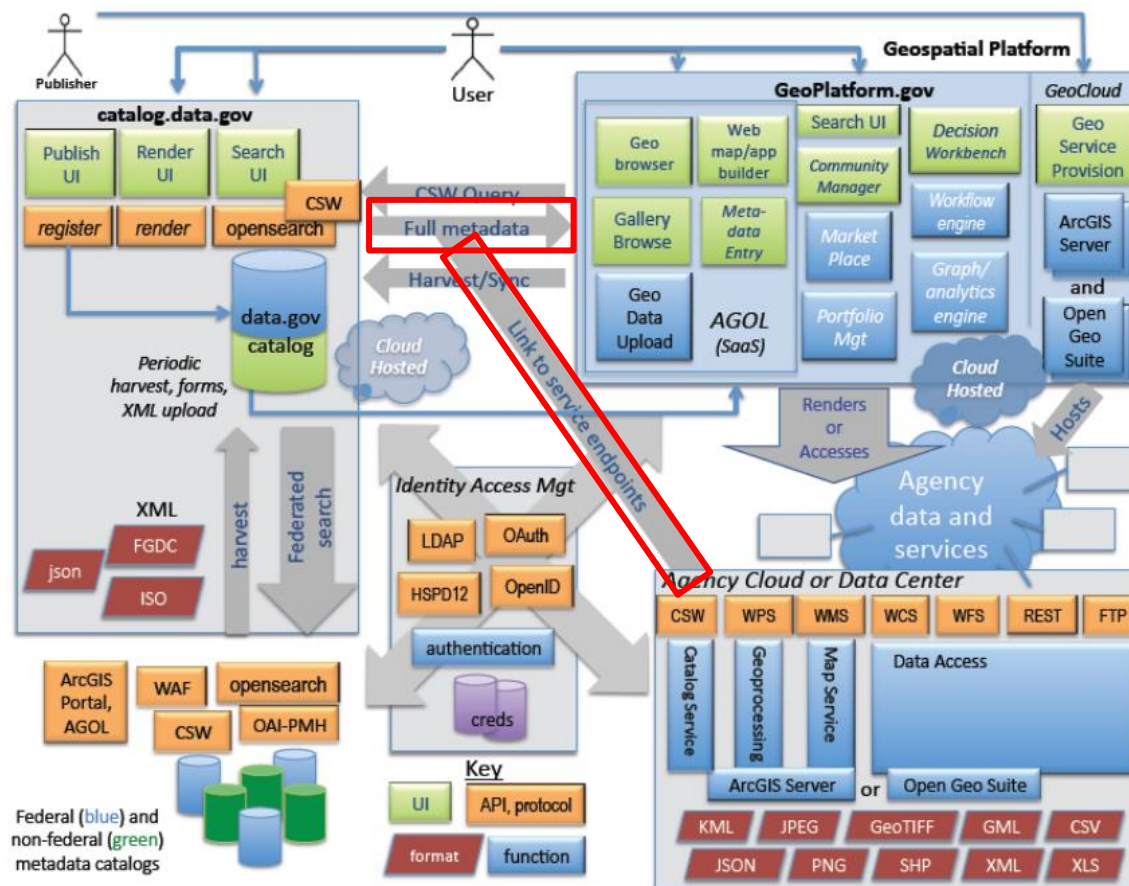 Publisher
User
Geospatial Platform
catalog.data.gov
Publish
UI
Render
UI
Search
UI
CSW
register
render
opensearch
data.gov
catalog
Periodic
harvest, forms,
XML upload
Cloud
Hosted
CSW Query
Full metadata
Harvest/Sync
Link to service endpoints
GeoPlatform.gov
GeoCloud
Geo
browser
Web
map/app
builder
Search UI
Decision
Workbench
Geo
Service
Provision
Community
Manager
Gallery
Browse
Meta-
data
Entry
Market
Place
Workflow
engine
ArcGIS
Server
and
Geo
Data
Upload
AGOL
(SaaS)
Portfolio
Mgt
Graph/
analytics
engine
Open
Geo
Suite
Cloud
Hosted
Renders
or
Accesses
Hosts
Agency
data and
services
harvest
Federated
search
XML
json
FGDC
ISO
Identity Access Mgt
LDAP
OAuth
HSPD12
OpenID
authentication
creds
Agency Cloud or Data Center
CSW
WPS
WMS
WCS
WFS
REST
FTP
Catalog Service
Geoprocessing
Map Service
Data Access
ArcGIS Server
or
Open Geo Suite
KML
JPEG
GeoTIFF
GML
CSV
JSON
PNG
SHP
XML
XLS
ArcGIS
Portal,
AGOL
WAF
opensearch
CSW
OAI-PMH
Federal (blue) and
non-federal (green)
metadata catalogs
Key
UI
API, protocol
format
function